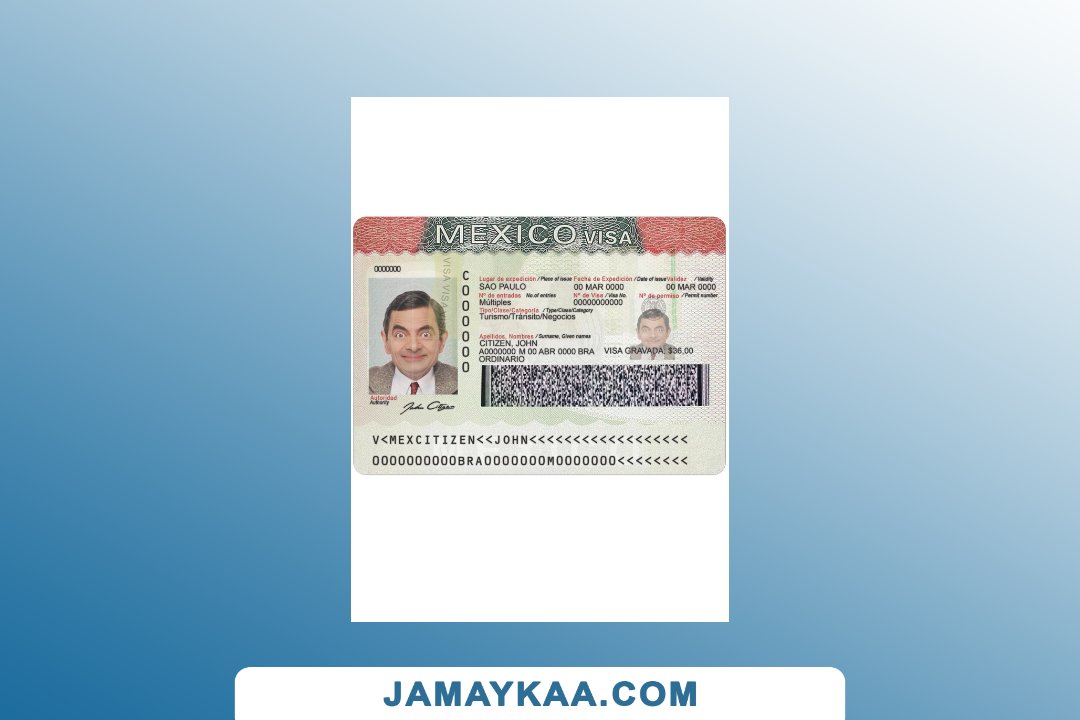 MEXICO VISA
0000000
VISA VISA
C0000000
Lugar de expedición / Place of issue Fecha de Expedición / Date of issue Validez / Validity
SAO PAULO 00 MAR 0000 00 MAR 0000
Nº de entradas No. of entries Nº de Visa / Visa No. Nº de permiso / Permit number
Múltiples 00000000000
Tipo/Clase/Categoría / Type/Class/Category
Turismo/Tránsito/Negocios
Apellidos, Nombres / Surname, Given names
CITIZEN, JOHN
A0000000 M 00 ABR 0000 BRA VISA GRAVADA: $36.00
ORDINARIO
Autoridad
Authority
V<MEXCITIZEN<<JOHN<<<<<<<<<<<<<<<<<<
0000000000BRA0000000M0000000<<<<<<<<
JAMAYKAA.COM